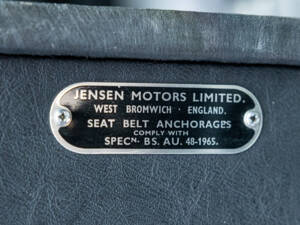 JENSEN MOTORS LIMITED.
WEST BROMWICH · ENGLAND.
SEAT BELT ANCHORAGES
COMPLY WITH
SPECN. BS. AU. 48-1965.